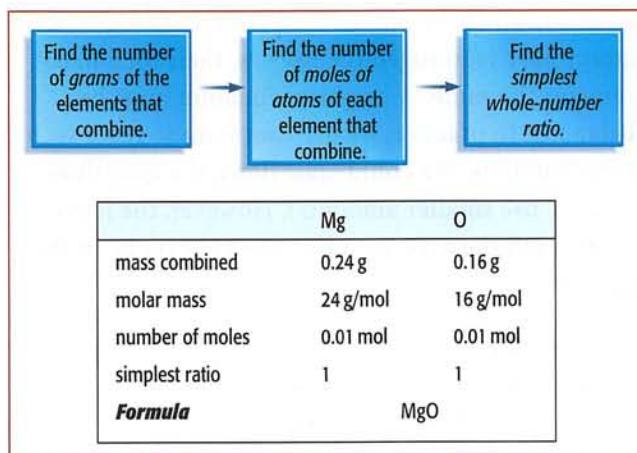 Find the number
of grams of the
elements that
combine.
Find the number
of moles of
atoms of each
element that
combine.
Find the
simplest
whole-number
ratio.
Mg O
mass combined 0.24 g 0.16 g
molar mass 24 g/mol 16 g/mol
number of moles 0.01 mol 0.01 mol
simplest ratio 1 1
Formula MgO